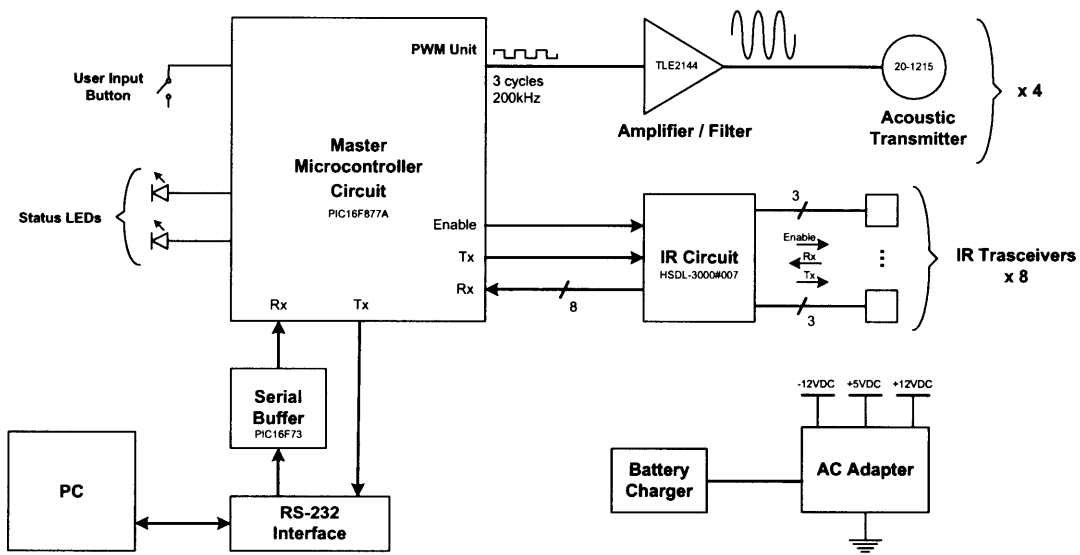 PWM Unit
3 cycles
200kHz
TLE2144
Amplifier / Filter
20-1215
Acoustic
Transmitter
x 4
User Input
Button
Status LEDs
Master
Microcontroller
Circuit
PIC16F877A
Enable
Tx
Rx
8
IR Circuit
HSDL-3000#007
3
Enable
Rx
Tx
3
IR Trasceivers
x 8
Rx
Tx
Serial
Buffer
PIC16F73
PC
RS-232
Interface
Battery
Charger
-12VDC
+5VDC
+12VDC
AC Adapter